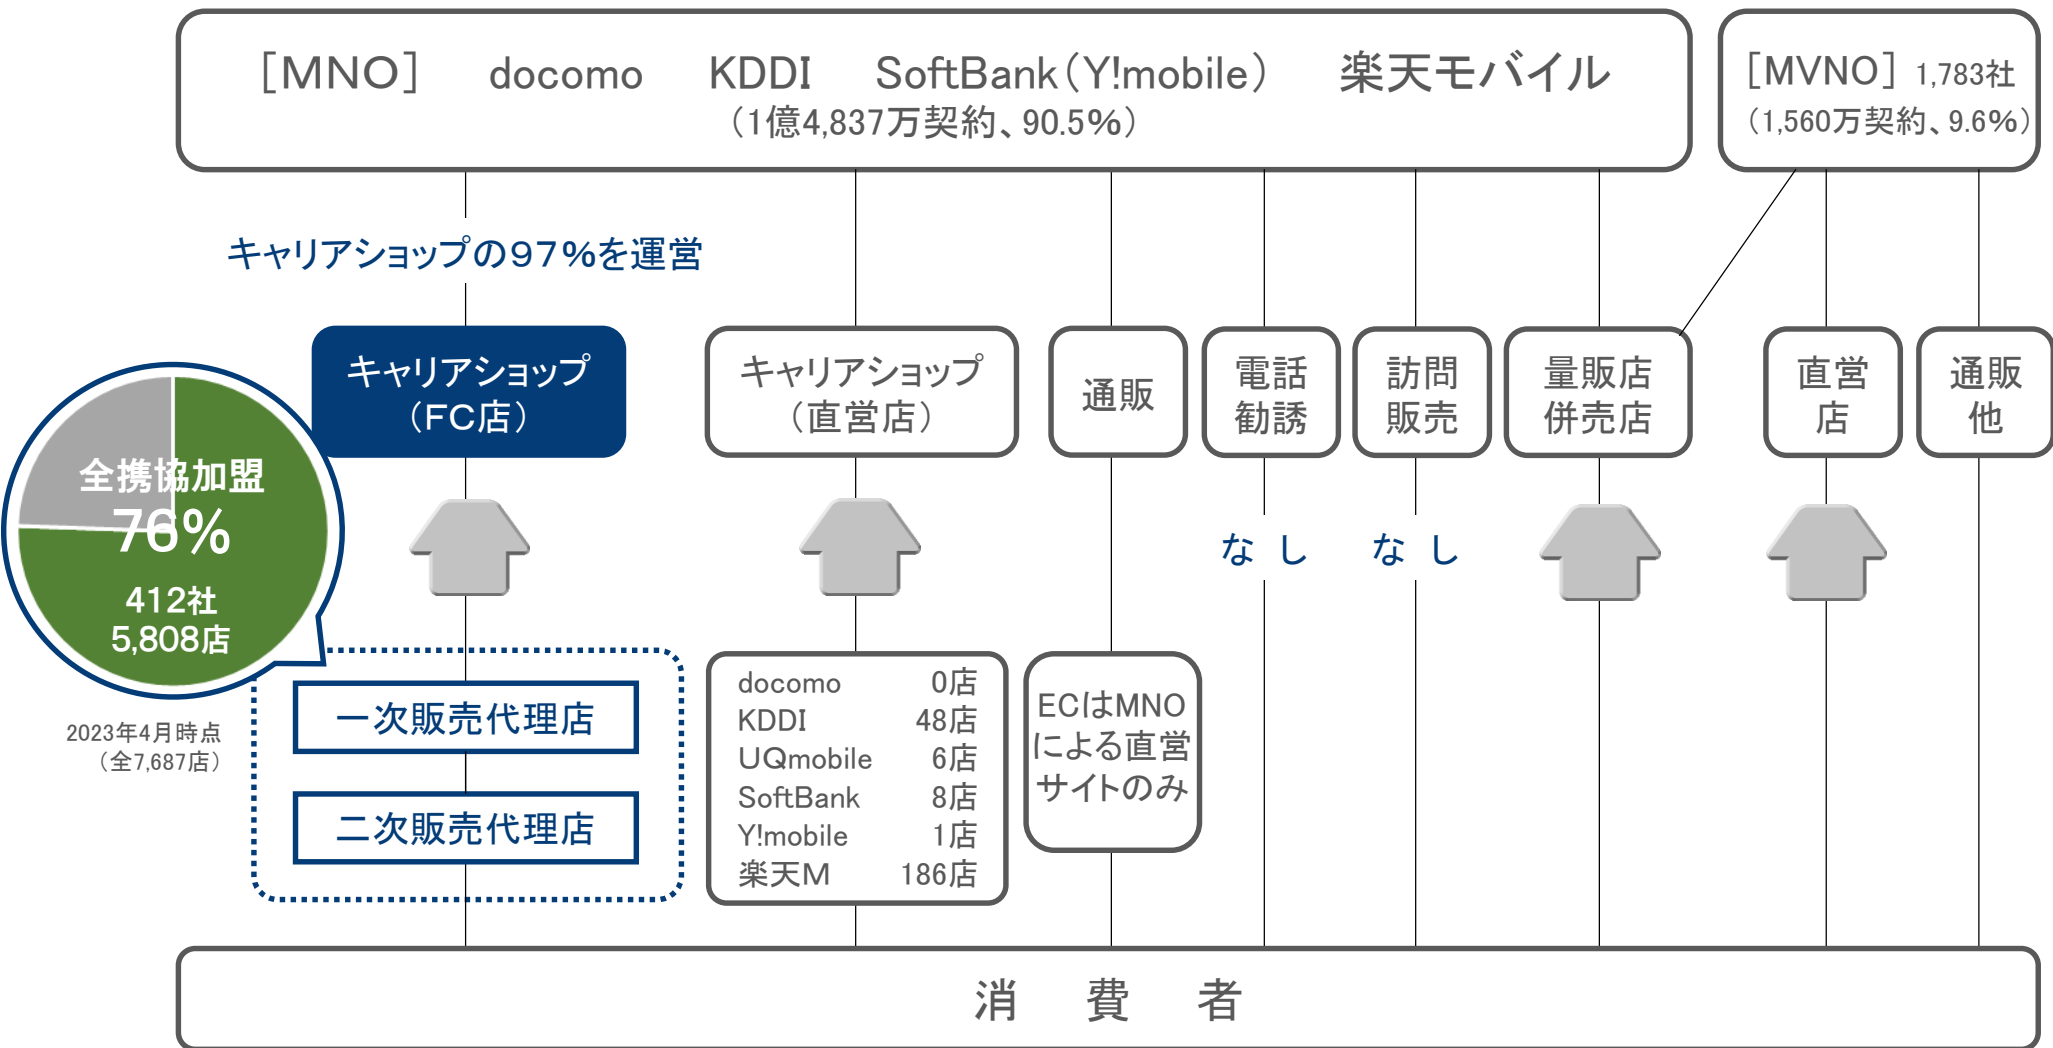 ［MNO］ docomo KDDI SoftBank（Y!mobile） 楽天モバイル
（1億4,837万契約、90.5%）
［MVNO］ 1,783社
（1,560万契約、9.6%）
キャリアショップの97%を運営
キャリアショップ
（FC店）
キャリアショップ
（直営店）
通販
電話
勧誘
訪問
販売
量販店
併売店
直営
店
通販
他
全携協加盟
76%
412社
5,808店
2023年4月時点
（全7,687店）
なし
なし
一次販売代理店
二次販売代理店
docomo 0店
KDDI 48店
UQmobile 6店
SoftBank 8店
Y!mobile 1店
楽天M 186店
ECはMNO
による直営
サイトのみ
消費者